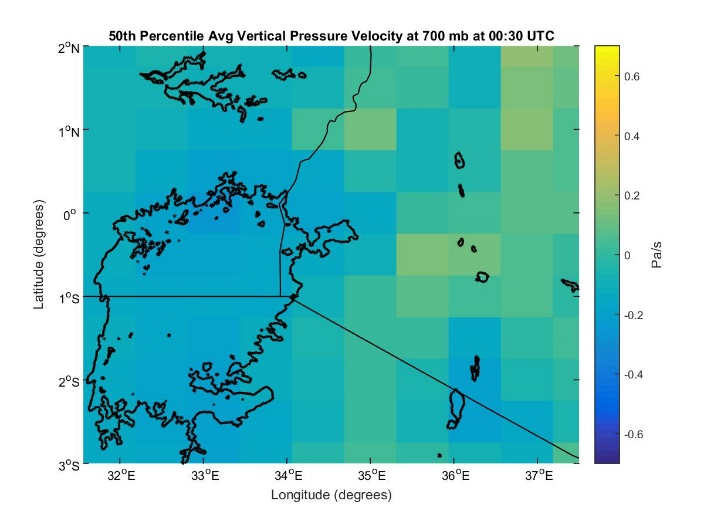 50th Percentile Avg Vertical Pressure Velocity at 700 mb at 00:30 UTC
2°N
1°N
0°
1°S
2°S
3°S
Latitude (degrees)
32°E 33°E 34°E 35°E 36°E 37°E
Longitude (degrees)
0.6
0.4
0.2
0
-0.2
-0.4
-0.6
Pa/s